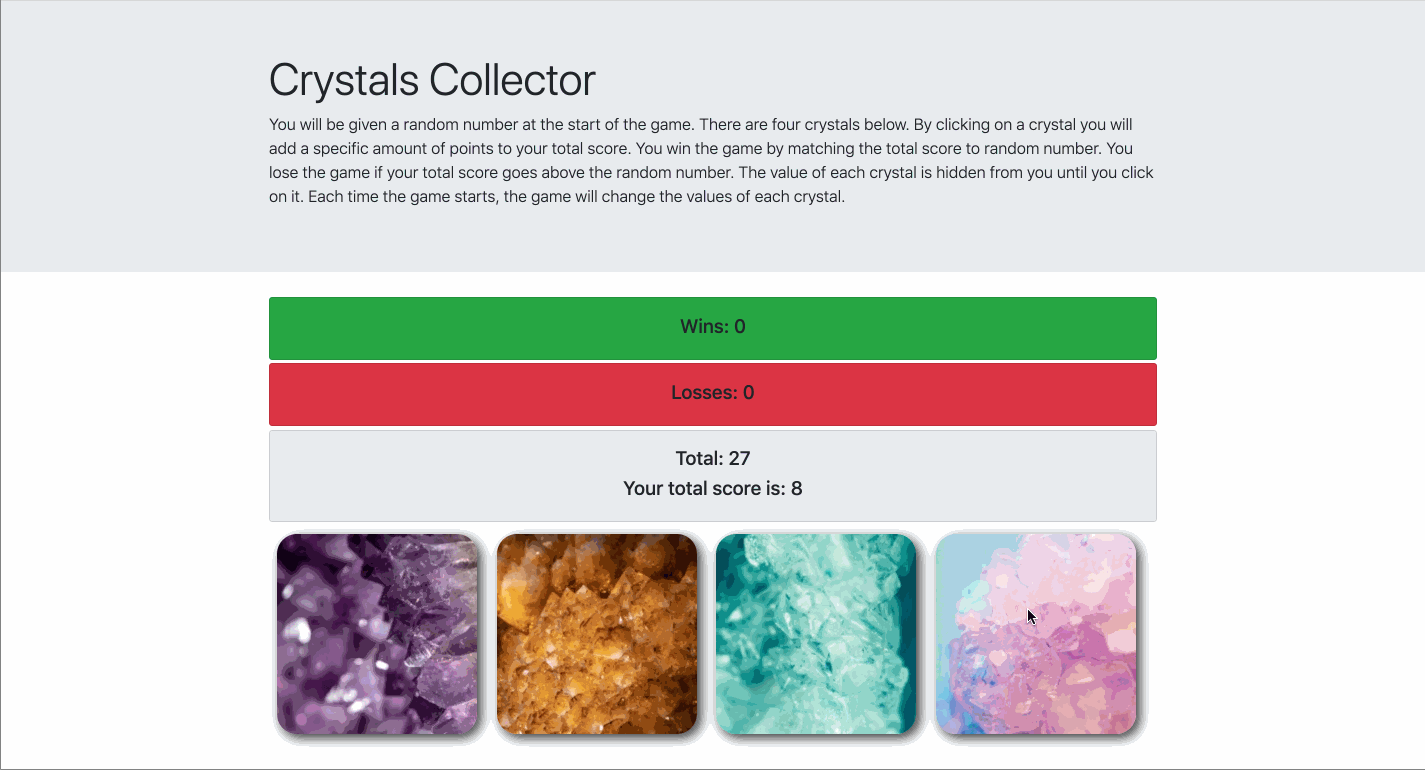 Crystals Collector
You will be given a random number at the start of the game. There are four crystals below. By clicking on a crystal you will
add a specific amount of points to your total score. You win the game by matching the total score to random number. You
lose the game if your total score goes above the random number. The value of each crystal is hidden from you until you click
on it. Each time the game starts, the game will change the values of each crystal.
Wins: 0
Losses: 0
Total: 27
Your total score is: 8